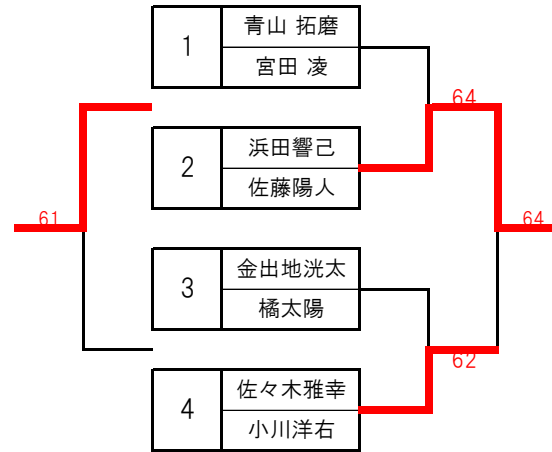 1
青山 拓磨
宮田 凌
64
2
浜田響己
佐藤陽人
61
64
3
金出地洸太
橘太陽
62
4
佐々木雅幸
小川洋右